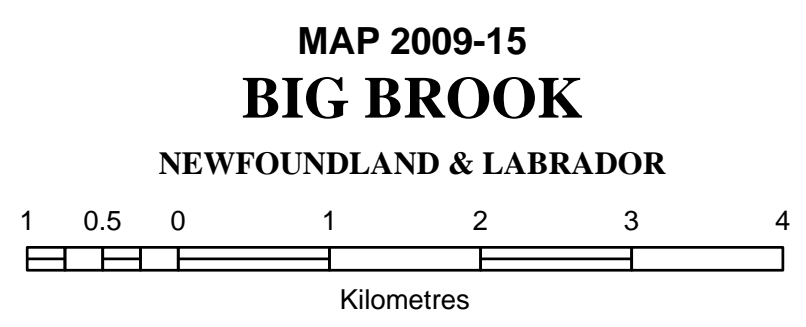 MAP 2009-15
BIG BROOK
NEWFOUNDLAND & LABRADOR
1 0.5 0 1 2 3 4
Kilometres